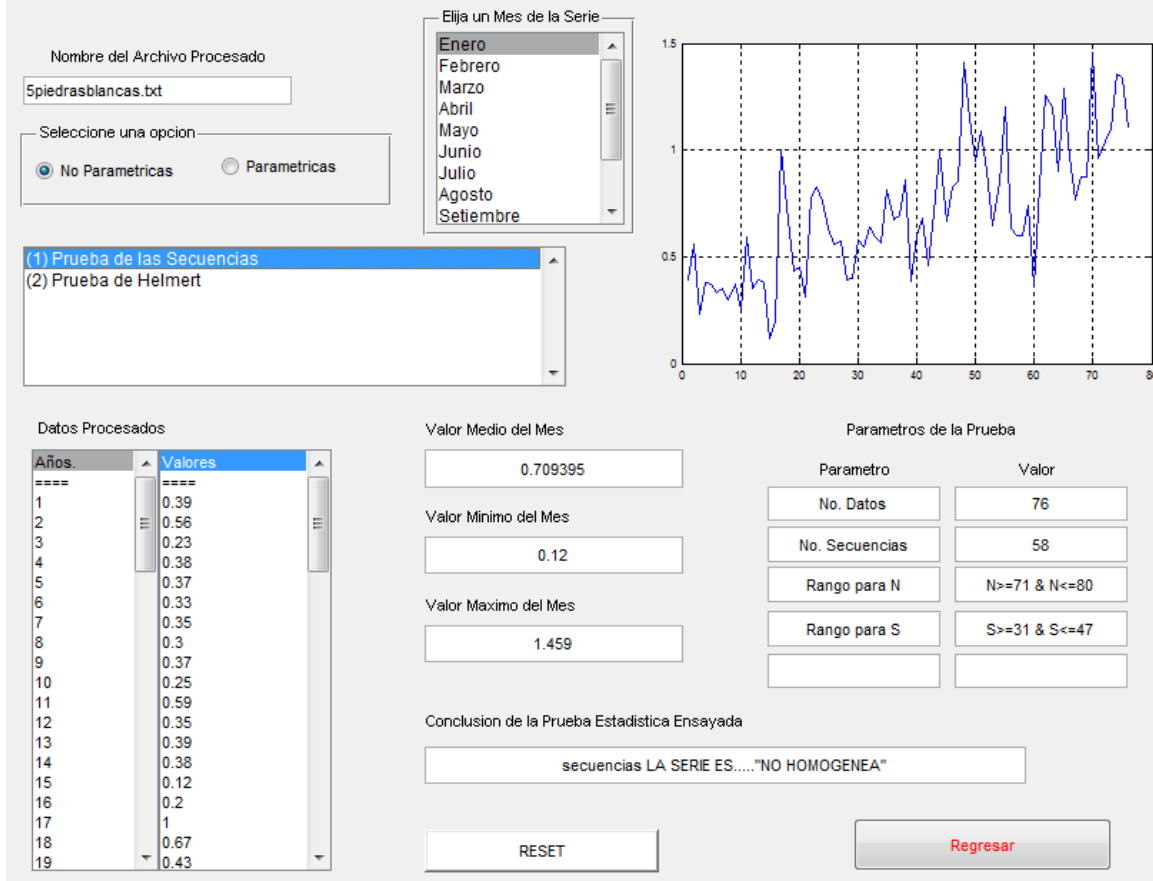 Elija un Mes de la Serie
Enero
Febrero
Marzo
Abril
Mayo
Junio
Julio
Agosto
Setiembre
Nombre del Archivo Procesado
5piedrasblancas.txt
Seleccione una opcion
No Parametricas
Parametricas
(1) Prueba de las Secuencias
(2) Prueba de Helmert
1.5
1
0.5
0
0 10 20 30 40 50 60 70 80
Datos Procesados
Años. Valores
==== ====
1 0.39
2 0.56
3 0.23
4 0.38
5 0.37
6 0.33
7 0.35
8 0.3
9 0.37
10 0.25
11 0.59
12 0.35
13 0.39
14 0.38
15 0.12
16 0.2
17 1
18 0.67
19 0.43
Valor Medio del Mes
0.709395
Valor Minimo del Mes
0.12
Valor Maximo del Mes
1.459
Parametros de la Prueba
Parametro Valor
No. Datos 76
No. Secuencias 58
Rango para N N>=71 & N<=80
Rango para S S>=31 & S<=47
Conclusion de la Prueba Estadistica Ensayada
secuencias LA SERIE ES....."NO HOMOGENEA"
RESET
Regresar